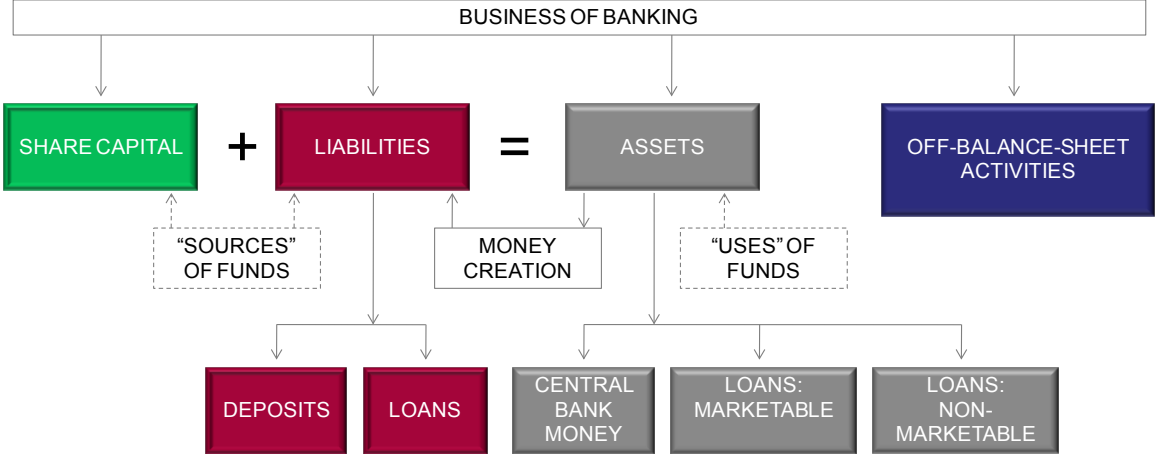 BUSINESS OF BANKING
SHARE CAPITAL
+
LIABILITIES
=
ASSETS
OFF-BALANCE-SHEET
ACTIVITIES
“SOURCES”
OF FUNDS
MONEY
CREATION
“USES” OF
FUNDS
DEPOSITS
LOANS
CENTRAL
BANK
MONEY
LOANS:
MARKETABLE
LOANS:
NON-
MARKETABLE